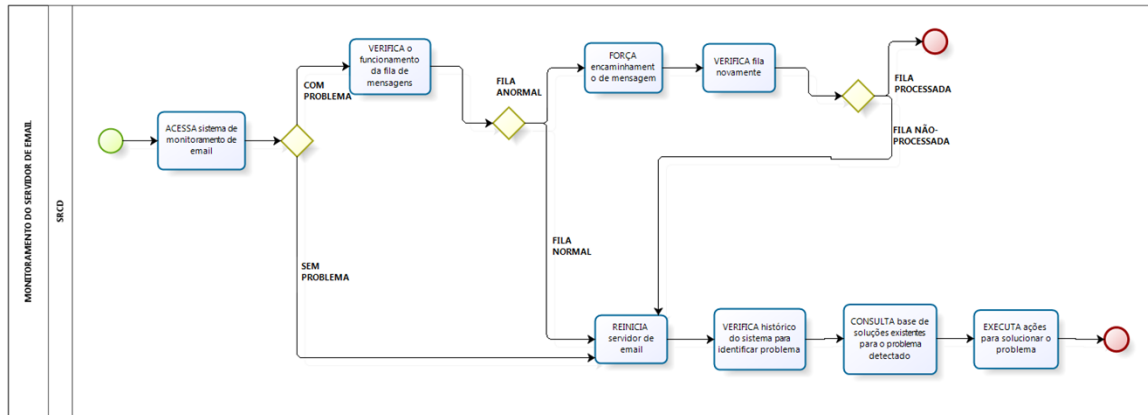 MONITORAMENTO DO SERVIDOR DE EMAIL
SRCD
ACESSA sistema de
monitoramento de
email
COM
PROBLEMA
VERIFICA o
funcionamento
da fila de
mensagens
FILA
ANORMAL
FORÇA
encaminhament
o de mensagem
VERIFICA fila
novamente
FILA
PROCESSADA
FILA NÃO-
PROCESSADA
SEM
PROBLEMA
FILA
NORMAL
REINICIA
servidor de
email
VERIFICA histórico
do sistema para
identificar problema
CONSULTA base de
soluções existentes
para o problema
detectado
EXECUTA ações
para solucionar o
problema